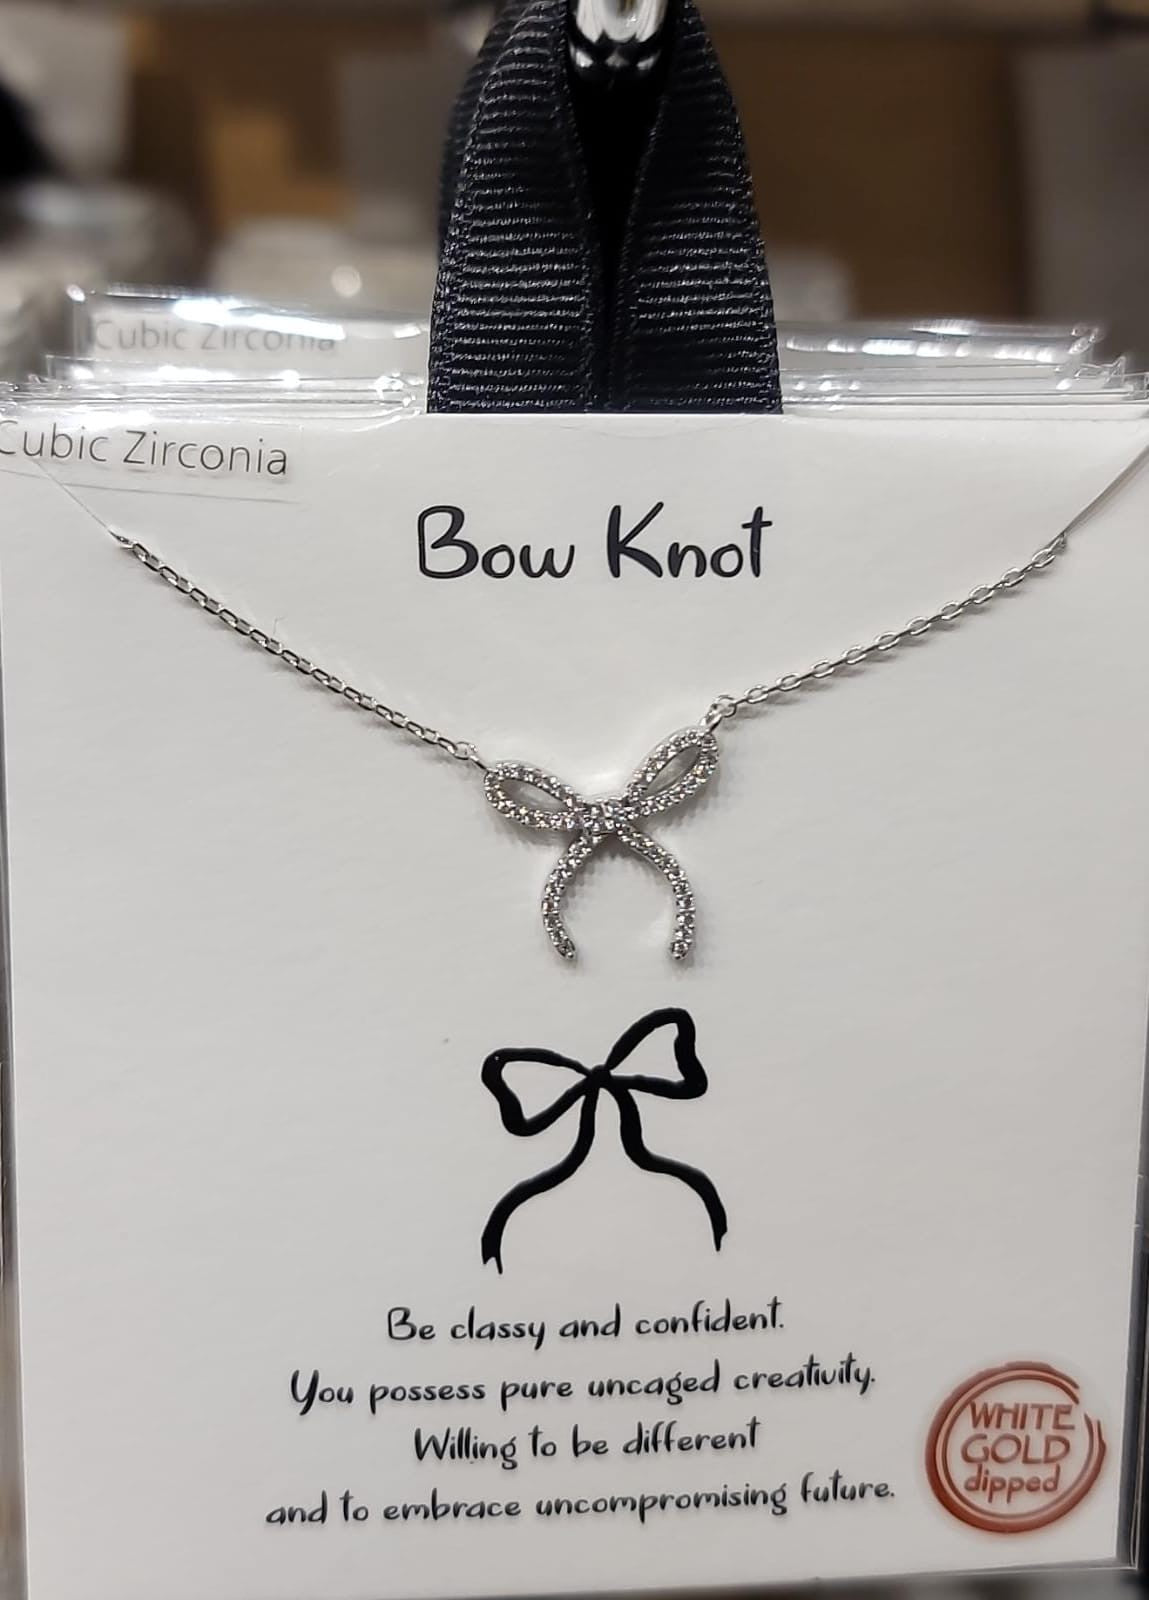 Cubic Zirconia
Cubic Zirconia
Bow Knot
Be classy and confident.
You possess pure uncaged creativity.
Willing to be different
and to embrace uncompromising future.
WHITE
GOLD
dipped